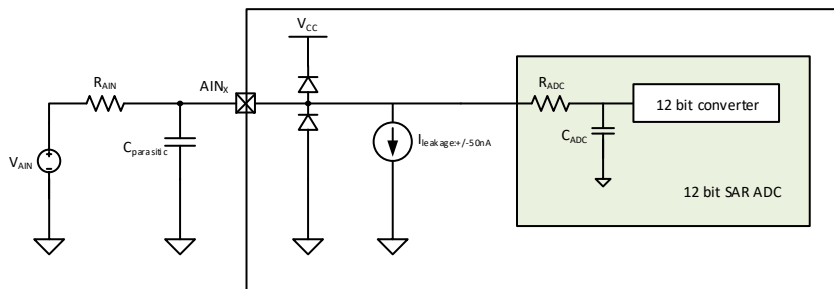 V_CC
R_AIN
AIN_X
R_ADC
12 bit converter
C_parasitic
I_leakage:+/-50nA
C_ADC
V_AIN
12 bit SAR ADC